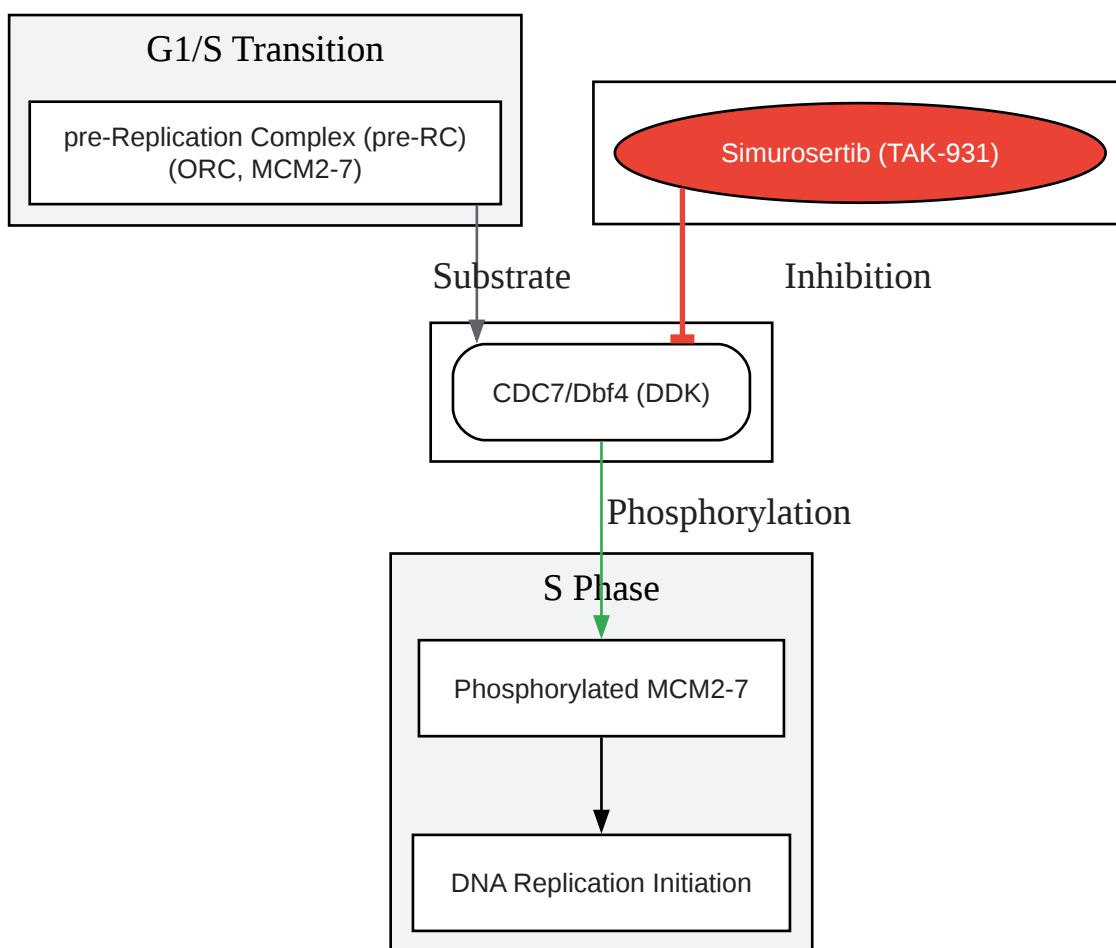 G1/S Transition
pre-Replication Complex (pre-RC)
(ORC, MCM2-7)
Simurosertib (TAK-931)
Substrate
Inhibition
CDC7/Dbf4 (DDK)
Phosphorylation
S Phase
Phosphorylated MCM2-7
DNA Replication Initiation